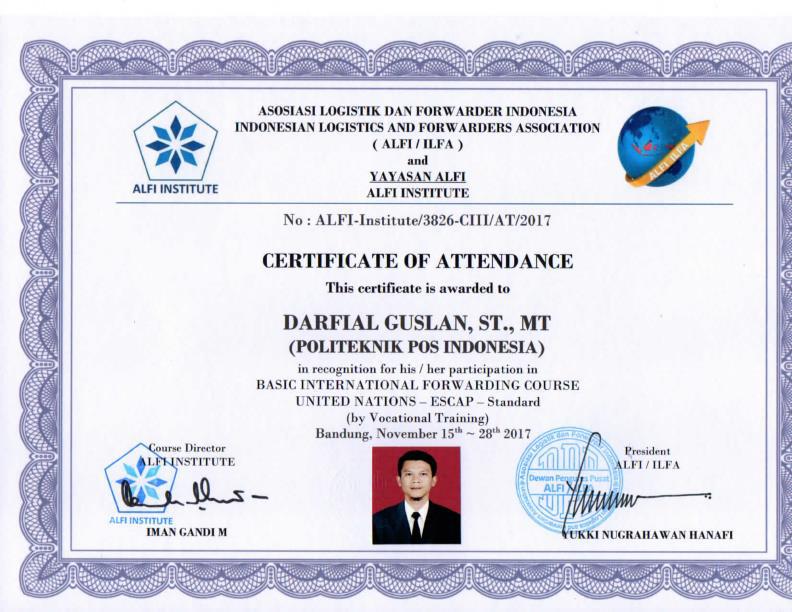 ASOSIASI LOGISTIK DAN FORWARDER INDONESIA
INDONESIAN LOGISTICS AND FORWARDERS ASSOCIATION
( ALFI / ILFA )
and
YAYASAN ALFI
ALFI INSTITUTE
ALFI INSTITUTE
ALFI ILFA
No : ALFI-Institute/3826-CIII/AT/2017
CERTIFICATE OF ATTENDANCE
This certificate is awarded to
DARFIAL GUSLAN, ST., MT
(POLITEKNIK POS INDONESIA)
in recognition for his / her participation in
BASIC INTERNATIONAL FORWARDING COURSE
UNITED NATIONS – ESCAP – Standard
(by Vocational Training)
Bandung, November 15th ~ 28th 2017
Course Director
ALFI INSTITUTE
ALFI INSTITUTE
IMAN GANDI M
President
ALFI / ILFA
Dewan Pengurus Pusat
ALFI
YUKKI NUGRAHAWAN HANAFI